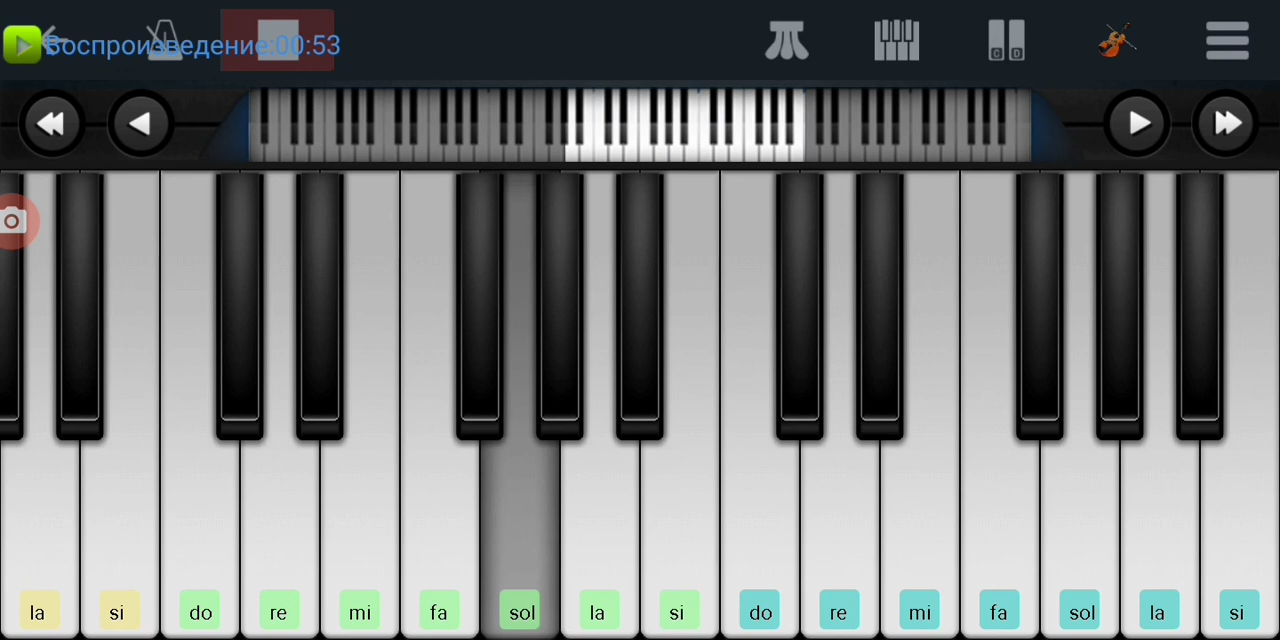 Воспроизведение:00:53
C D
la si do re mi fa sol la si do re mi fa sol la si